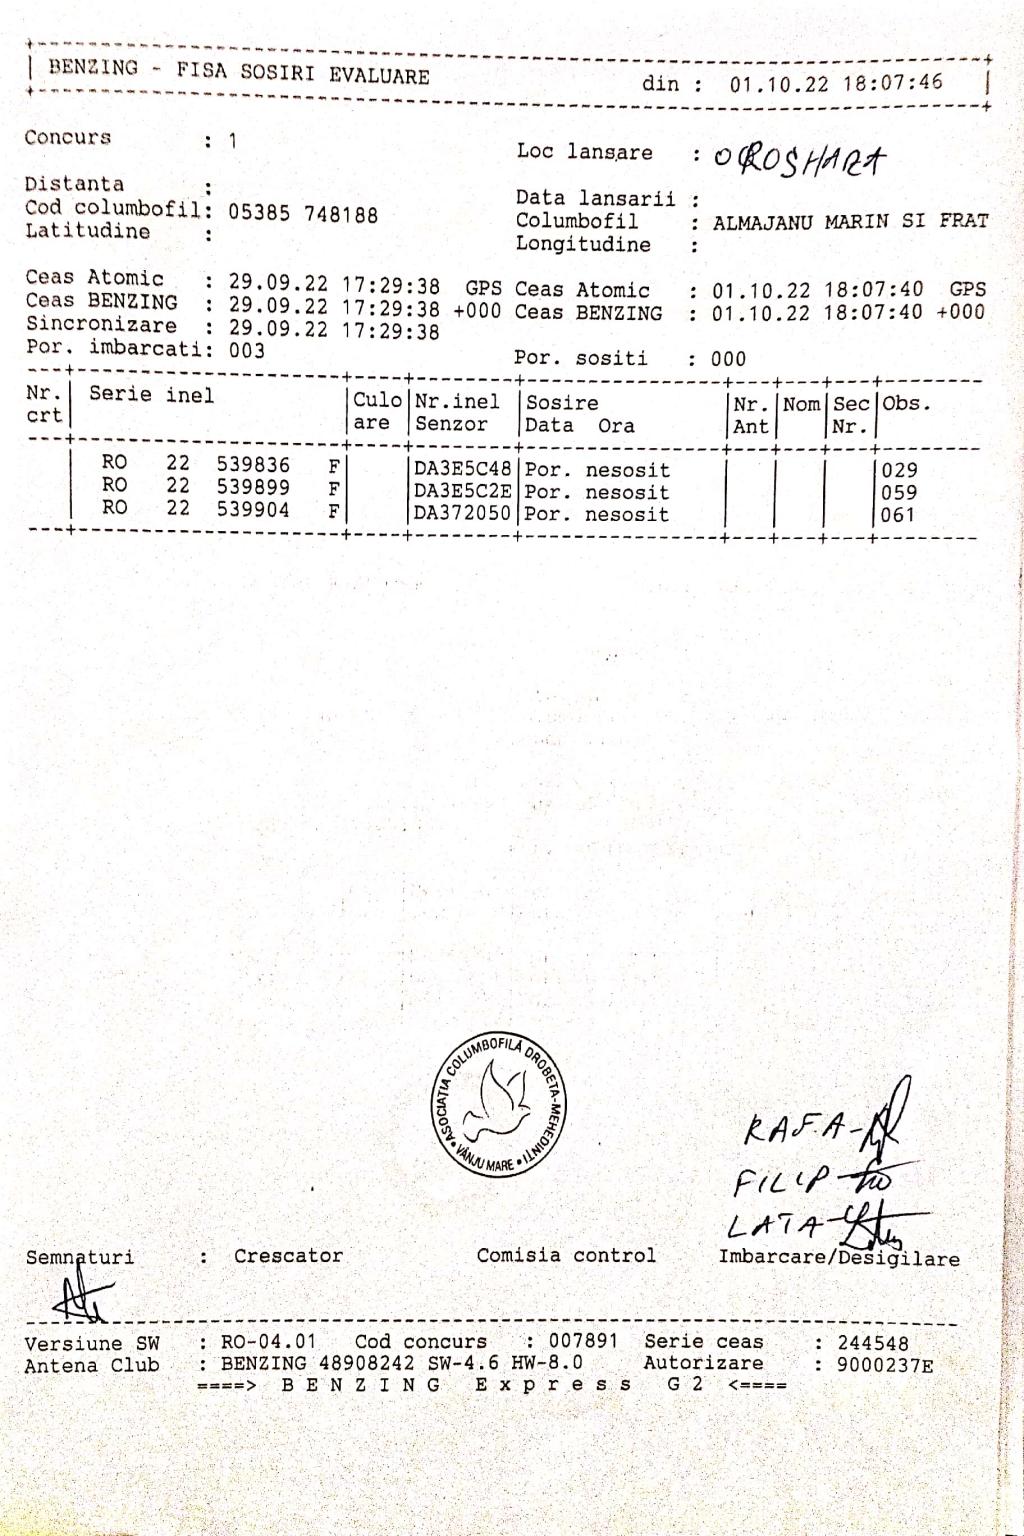 BENZING - FISA SOSIRI EVALUARE din : 01.10.22 18:07:46
Concurs : 1 Loc lansare : OROSHAZA
Distanta : Data lansarii :
Cod columbofil: 05385 748188 Columbofil : ALMAJANU MARIN SI FRAT
Latitudine : Longitudine :
Ceas Atomic : 29.09.22 17:29:38 GPS Ceas Atomic : 01.10.22 18:07:40 GPS
Ceas BENZING : 29.09.22 17:29:38 +000 Ceas BENZING : 01.10.22 18:07:40 +000
Sincronizare : 29.09.22 17:29:38
Por. imbarcati: 003 Por. sositi : 000
Nr. Serie inel Culo Nr.inel Sosire Nr. Nom Sec Obs.
crt are Senzor Data Ora Ant Nr.
RO 22 539836 F DA3E5C48 Por. nesosit 029
RO 22 539899 F DA3E5C2E Por. nesosit 059
RO 22 539904 F DA372050 Por. nesosit 061
ASOCIAȚIA COLUMBOFILĂ DROBETA-MEHEDINȚI • VÂNJU MARE •
RAFA-
FILIP-
LATA-
Semnaturi : Crescator Comisia control Imbarcare/Desigilare
Versiune SW : RO-04.01 Cod concurs : 007891 Serie ceas : 244548
Antena Club : BENZING 48908242 SW-4.6 HW-8.0 Autorizare : 9000237E
====> B E N Z I N G E x p r e s s G 2 <====